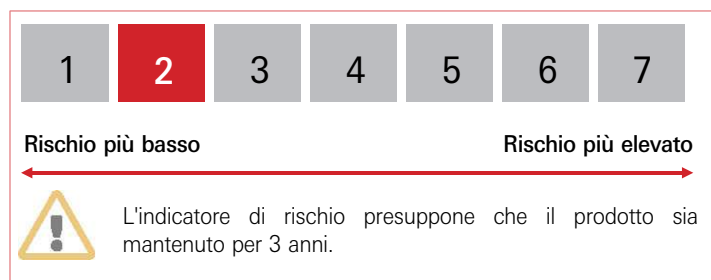 1 2 3 4 5 6 7
Rischio più basso Rischio più elevato
L'indicatore di rischio presuppone che il prodotto sia
mantenuto per 3 anni.